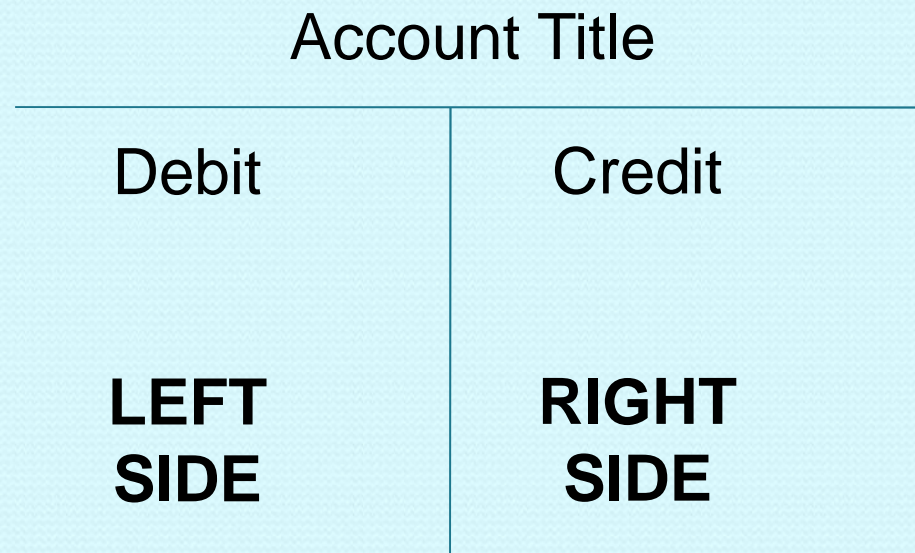 Account Title
Debit
Credit
LEFT
SIDE
RIGHT
SIDE